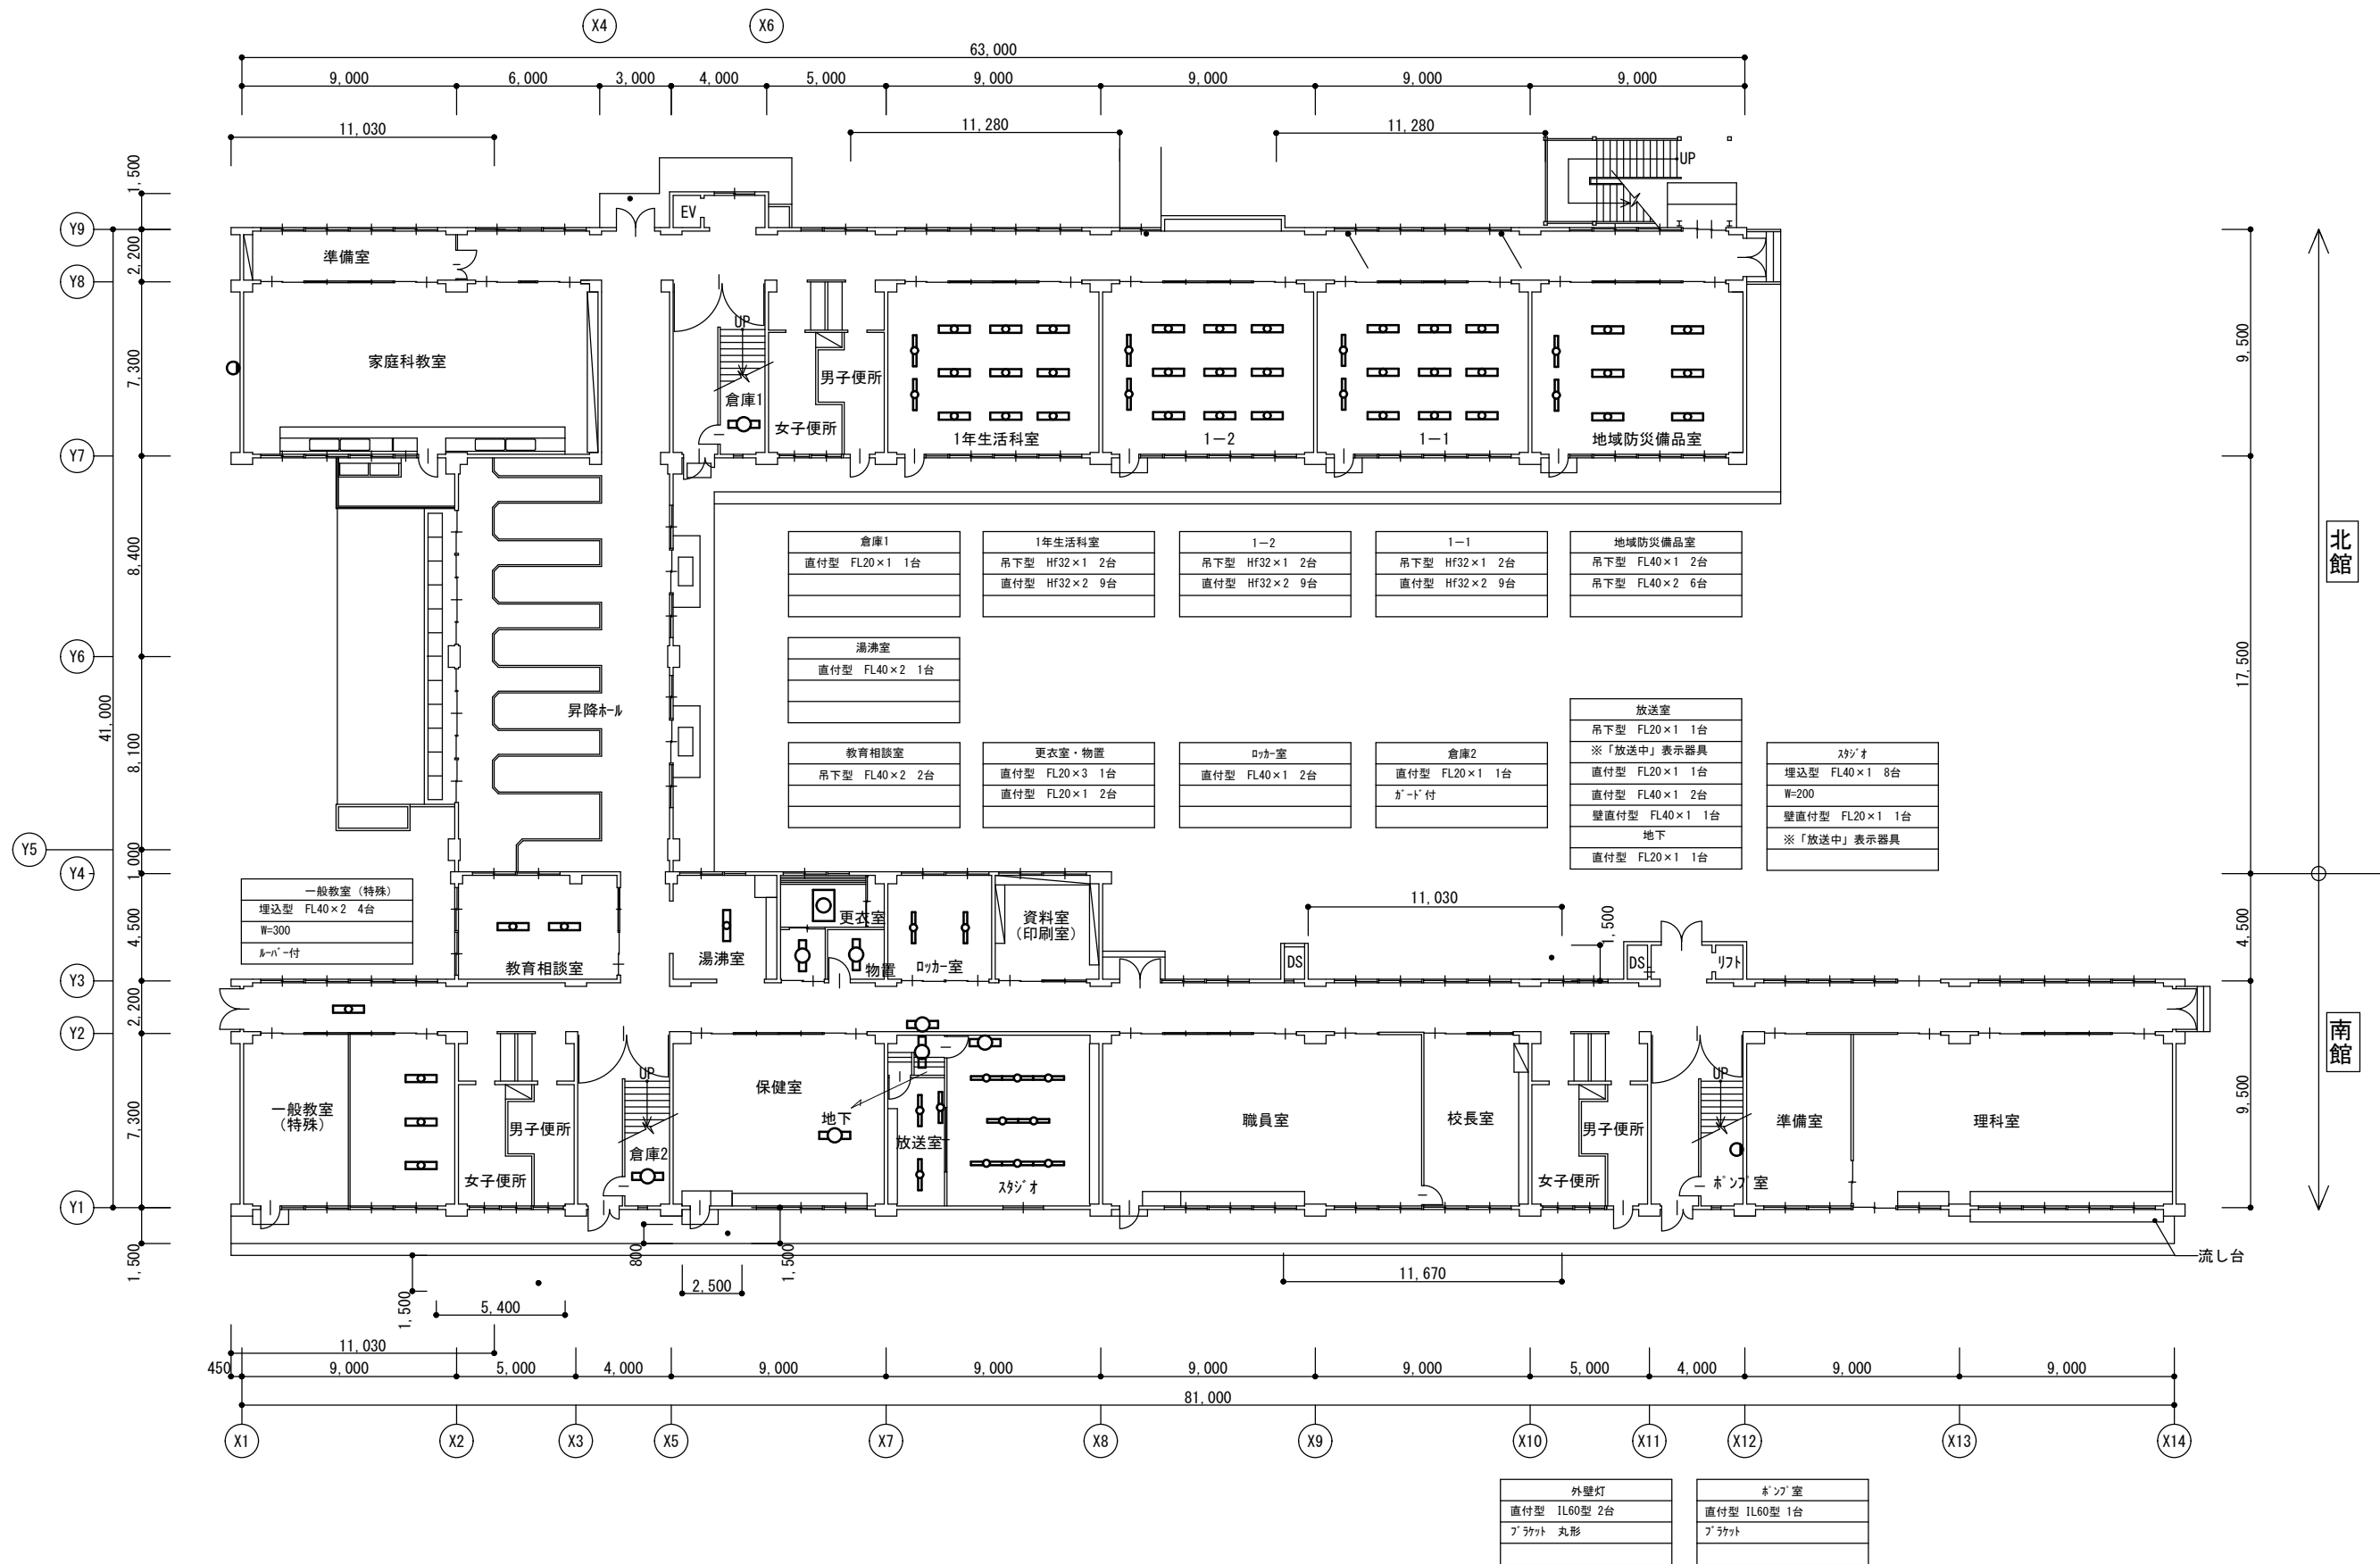 X4
X6
63,000
9,000
6,000
3,000
4,000
5,000
9,000
9,000
9,000
9,000
11,030
11,280
11,280
1,500
UP
EV
Y9
2,200
準備室
Y8
家庭科教室
7,300
UP
倉庫1
男子便所
女子便所
1年生活科室
1－2
1－1
地域防災備品室
9,500
Y7
北館
8,400
倉庫1
直付型 FL20×1 1台
1年生活科室
吊下型 Hf32×1 2台
直付型 Hf32×2 9台
1－2
吊下型 Hf32×1 2台
直付型 Hf32×2 9台
1－1
吊下型 Hf32×1 2台
直付型 Hf32×2 9台
地域防災備品室
吊下型 FL40×1 2台
吊下型 FL40×2 6台
湯沸室
直付型 FL40×2 1台
Y6
41,000
昇降ﾎｰﾙ
17,500
8,100
教育相談室
吊下型 FL40×2 2台
更衣室・物置
直付型 FL20×3 1台
直付型 FL20×1 2台
ﾛｯｶｰ室
直付型 FL40×1 2台
倉庫2
直付型 FL20×1 1台
ｶﾞｰﾄﾞ付
放送室
吊下型 FL20×1 1台
※「放送中」表示器具
直付型 FL20×1 1台
直付型 FL40×1 2台
壁直付型 FL40×1 1台
地下
直付型 FL20×1 1台
ｽﾀｼﾞｵ
埋込型 FL40×1 8台
W=200
壁直付型 FL20×1 1台
※「放送中」表示器具
Y5
1,000
Y4
一般教室（特殊）
埋込型 FL40×2 4台
W=300
ﾙｰﾊﾞｰ付
4,500
教育相談室
湯沸室
更衣室
物置
ﾛｯｶｰ室
資料室
（印刷室）
11,030
1,500
DS
DS
ﾘﾌﾄ
4,500
Y3
2,200
Y2
南館
一般教室
（特殊）
7,300
男子便所
女子便所
UP
倉庫2
保健室
地下
放送室
ｽﾀｼﾞｵ
職員室
校長室
男子便所
女子便所
UP
ﾎﾟﾝﾌﾟ室
準備室
理科室
9,500
Y1
1,500
800
1,500
流し台
1,500
5,400
2,500
11,670
11,030
450
9,000
5,000
4,000
9,000
9,000
9,000
9,000
5,000
4,000
9,000
9,000
81,000
X1
X2
X3
X5
X7
X8
X9
X10
X11
X12
X13
X14
外壁灯
直付型 IL60型 2台
ﾌﾞﾗｹｯﾄ 丸形
ﾎﾟﾝﾌﾟ室
直付型 IL60型 1台
ﾌﾞﾗｹｯﾄ